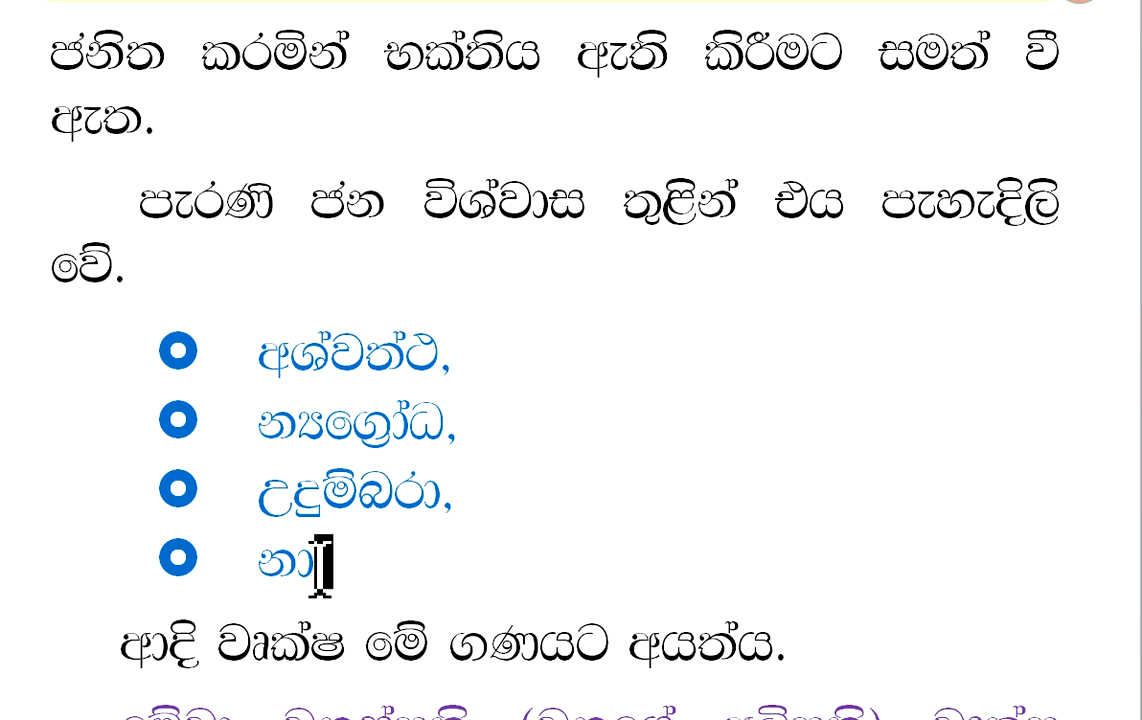 ජනිත කරමින් භක්තිය ඇති කිරීමට සමත් වී
ඇත.
පැරණි ජන විශ්වාස තුළින් එය පැහැදිලි
වේ.
අශ්වත්ථ,
න්‍යග්‍රෝධ,
උදුම්බරා,
නා
ආදි වෘක්ෂ මේ ගණයට අයත්ය.